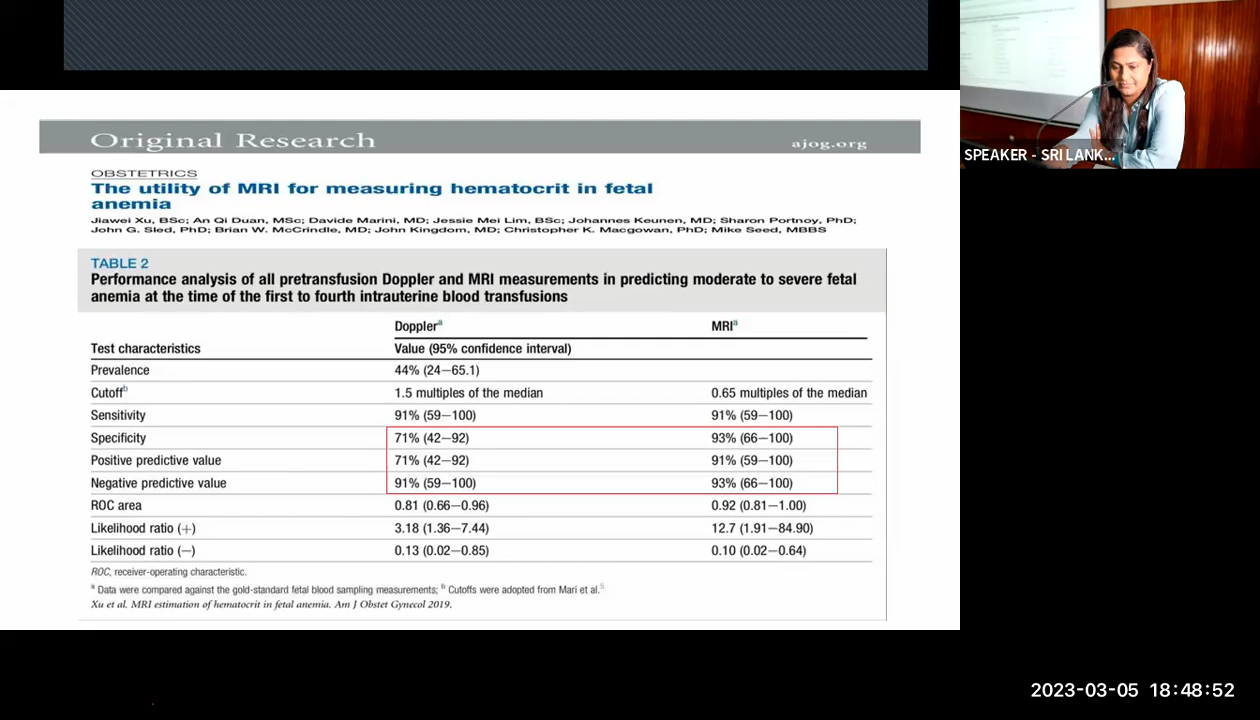 Original Research
ajog.org
OBSTETRICS
The utility of MRI for measuring hematocrit in fetal
anemia
Jiawei Xu, BSc; An Qi Duan, MSc; Davide Marini, MD; Jessie Mei Lim, BSc; Johannes Keunen, MD; Sharon Portnoy, PhD;
John G. Sled, PhD; Brian W. McCrindle, MD; John Kingdom, MD; Christopher K. Macgowan, PhD; Mike Seed, MBBS
TABLE 2
Performance analysis of all pretransfusion Doppler and MRI measurements in predicting moderate to severe fetal
anemia at the time of the first to fourth intrauterine blood transfusions
Dopplerª MRIª
Test characteristics Value (95% confidence interval)
Prevalence 44% (24–65.1)
Cutoffᵇ 1.5 multiples of the median 0.65 multiples of the median
Sensitivity 91% (59–100) 91% (59–100)
Specificity 71% (42–92) 93% (66–100)
Positive predictive value 71% (42–92) 91% (59–100)
Negative predictive value 91% (59–100) 93% (66–100)
ROC area 0.81 (0.66–0.96) 0.92 (0.81–1.00)
Likelihood ratio (+) 3.18 (1.36–7.44) 12.7 (1.91–84.90)
Likelihood ratio (–) 0.13 (0.02–0.85) 0.10 (0.02–0.64)
ROC, receiver-operating characteristic.
ª Data were compared against the gold-standard fetal blood sampling measurements; ᵇ Cutoffs were adopted from Mari et al.⁵
Xu et al. MRI estimation of hematocrit in fetal anemia. Am J Obstet Gynecol 2019.
SPEAKER - SRI LANK...
2023-03-05 18:48:52